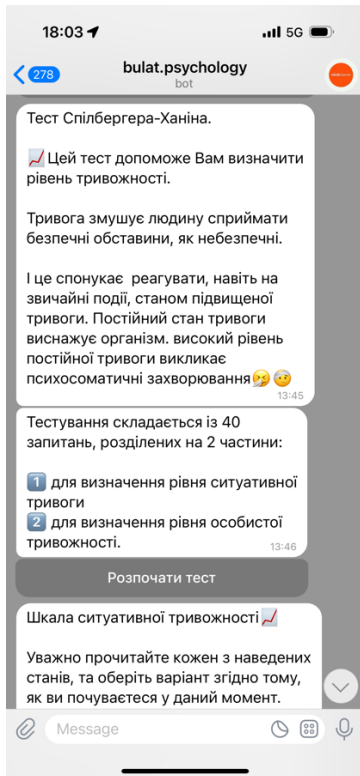 18:03
5G
278
bulat.psychology
bot
Тест Спілбергера-Ханіна.
📈Цей тест допоможе Вам визначити
рівень тривожності.
Тривога змушує людину сприймати
безпечні обставини, як небезпечні.
І це спонукає реагувати, навіть на
звичайні події, станом підвищеної
тривоги. Постійний стан тривоги
виснажує організм. високий рівень
постійної тривоги викликає
психосоматичні захворювання🤧🤕
13:45
Тестування складається із 40
запитань, розділених на 2 частини:
1️⃣ для визначення рівня ситуативної
тривоги
2️⃣ для визначення рівня особистої
тривожності.
13:46
Розпочати тест
Шкала ситуативної тривожності📈
Уважно прочитайте кожен з наведених
станів, та оберіть варіант згідно тому,
як ви почуваєтеся у даний момент.
Message